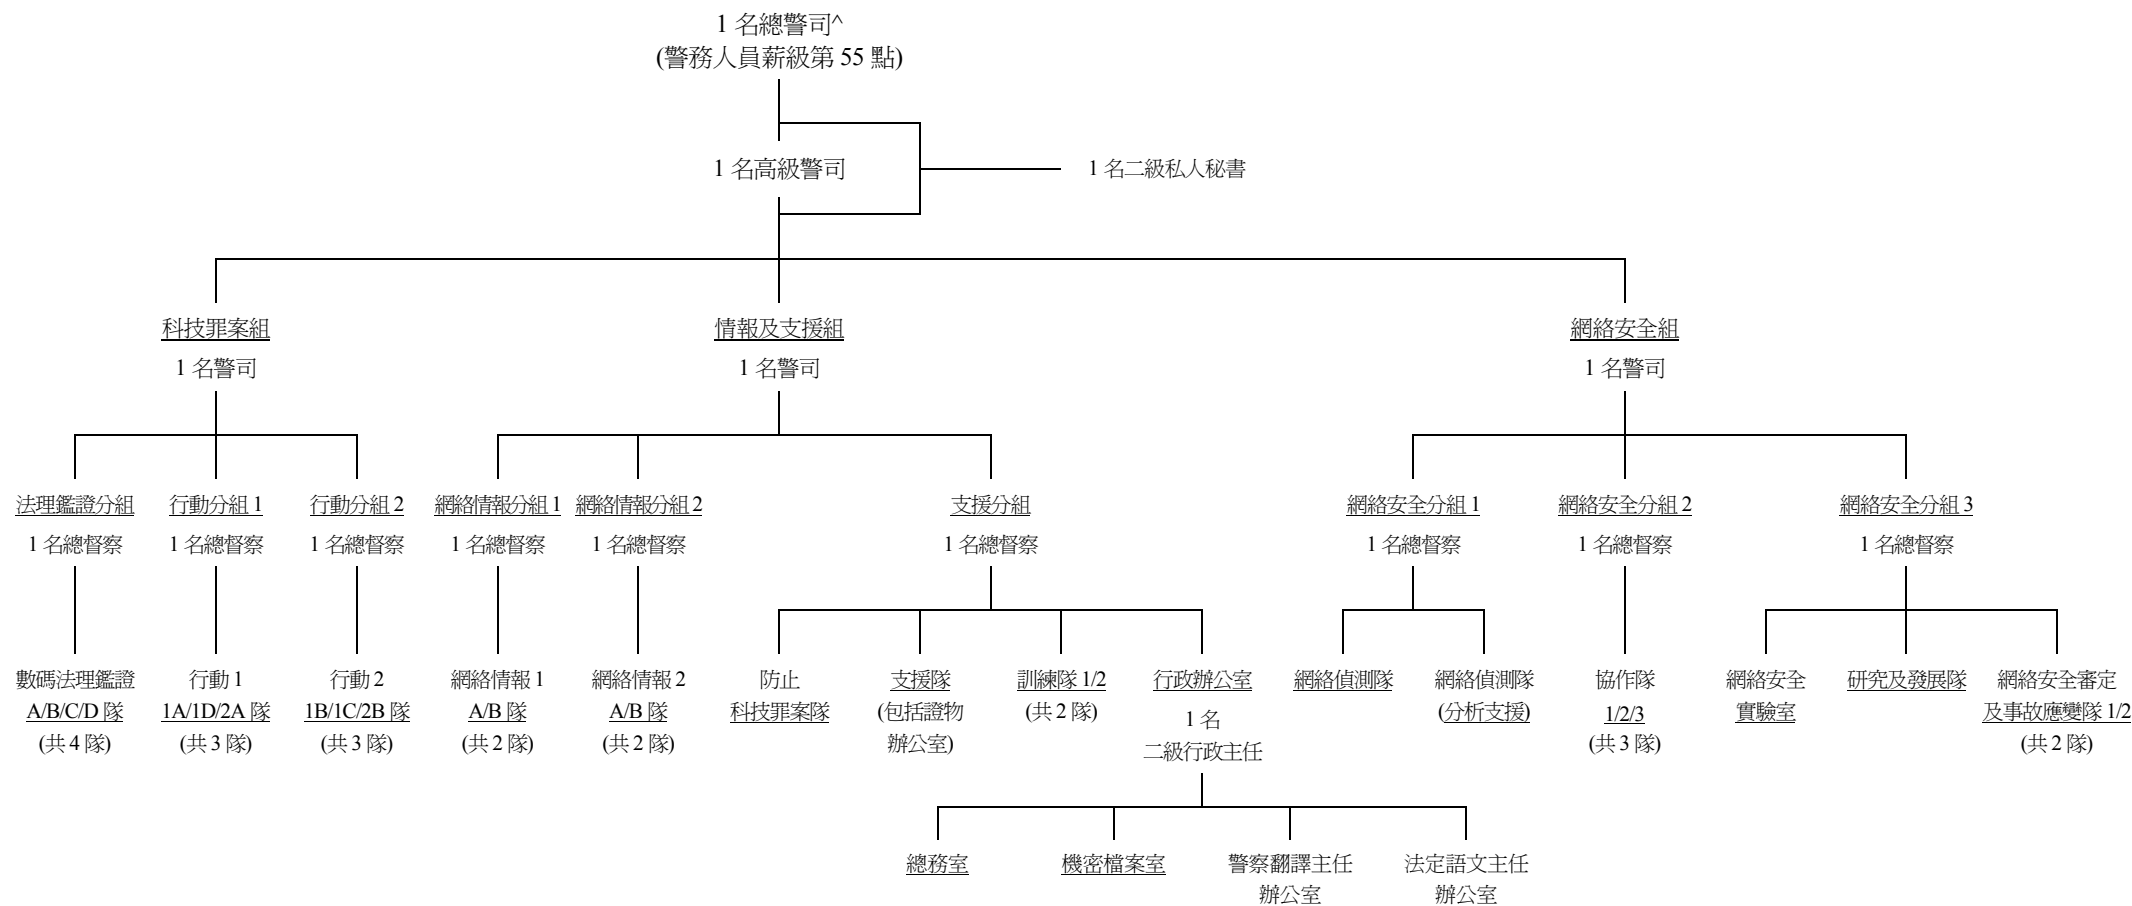 1 名總警司^
(警務人員薪級第 55 點)
1 名高級警司
1 名二級私人秘書
科技罪案組
1 名警司
情報及支援組
1 名警司
網絡安全組
1 名警司
法理鑑證分組
1 名總督察
行動分組 1
1 名總督察
行動分組 2
1 名總督察
網絡情報分組 1
1 名總督察
網絡情報分組 2
1 名總督察
支援分組
1 名總督察
網絡安全分組 1
1 名總督察
網絡安全分組 2
1 名總督察
網絡安全分組 3
1 名總督察
數碼法理鑑證
A/B/C/D 隊
(共 4 隊)
行動 1
1A/1D/2A 隊
(共 3 隊)
行動 2
1B/1C/2B 隊
(共 3 隊)
網絡情報 1
A/B 隊
(共 2 隊)
網絡情報 2
A/B 隊
(共 2 隊)
防止
科技罪案隊
支援隊
(包括證物
辦公室)
訓練隊 1/2
(共 2 隊)
行政辦公室
1 名
二級行政主任
網絡偵測隊
網絡偵測隊
(分析支援)
協作隊
1/2/3
(共 3 隊)
網絡安全
實驗室
研究及發展隊
網絡安全審定
及事故應變隊 1/2
(共 2 隊)
總務室
機密檔案室
警察翻譯主任
辦公室
法定語文主任
辦公室